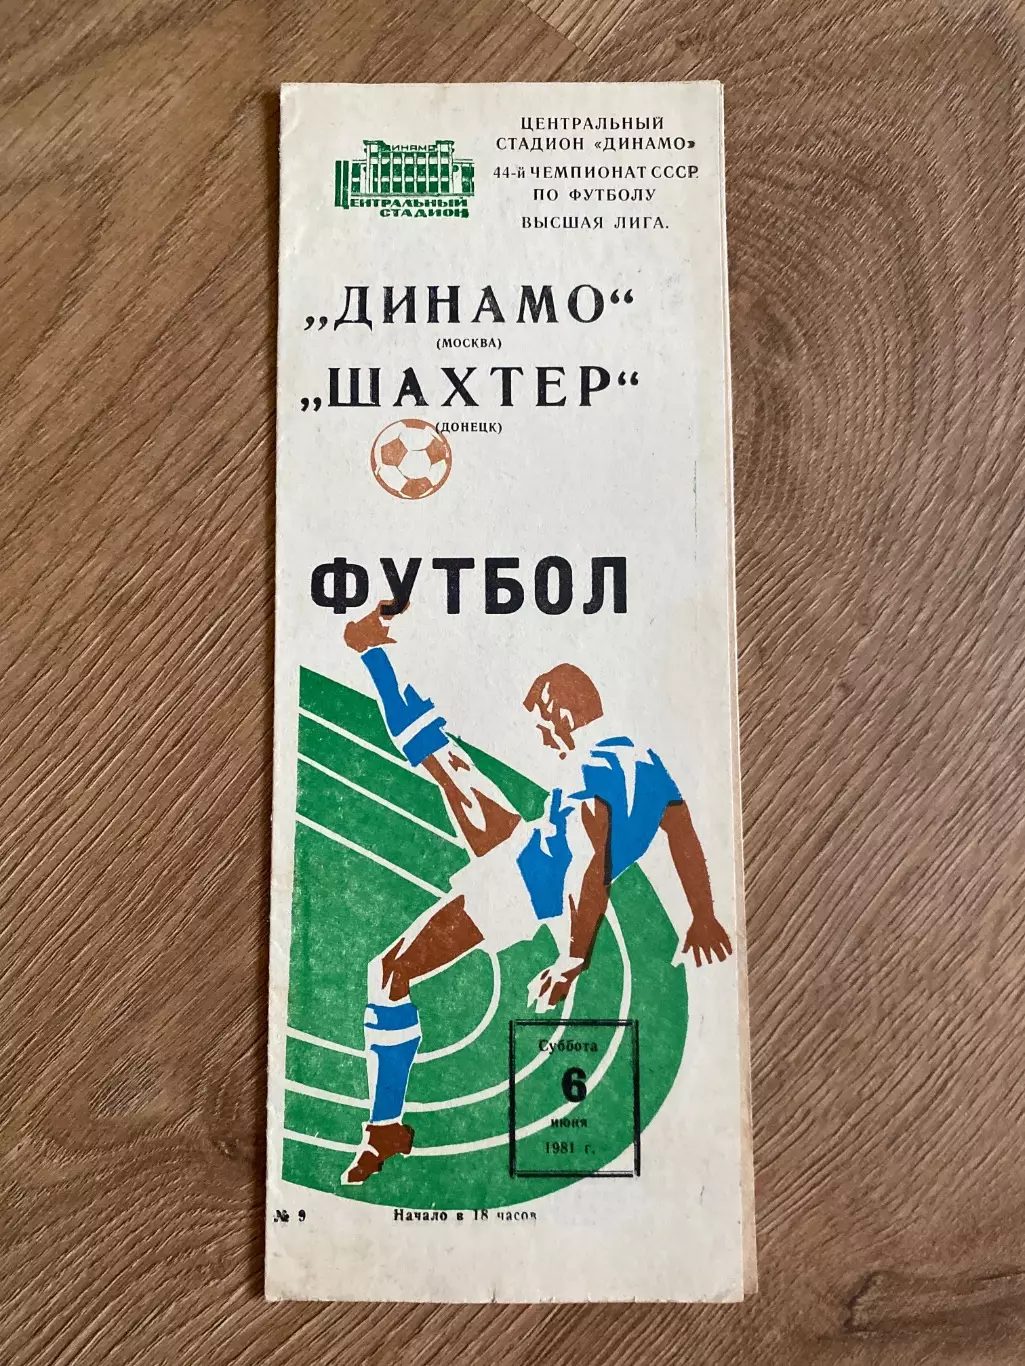 ДИНАМО
ЦЕНТРАЛЬНЫЙ
СТАДИОН
ЦЕНТРАЛЬНЫЙ
СТАДИОН «ДИНАМО»
44-й ЧЕМПИОНАТ СССР
ПО ФУТБОЛУ
ВЫСШАЯ ЛИГА.
„ДИНАМО“
(МОСКВА)
„ШАХТЕР“
(ДОНЕЦК)
ФУТБОЛ
Суббота
6
июня
1981 г.
№ 9 Начало в 18 часов